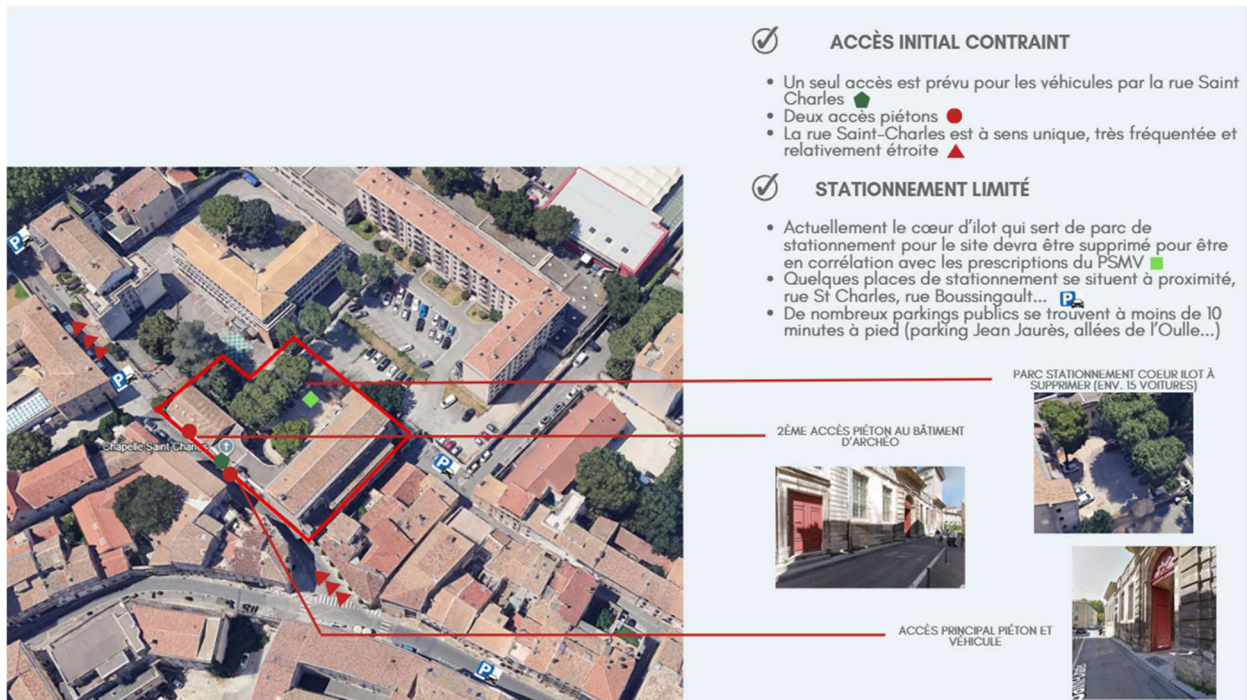 ACCÈS INITIAL CONTRAINT
Un seul accès est prévu pour les véhicules par la rue Saint
Charles
Deux accès piétons
La rue Saint-Charles est à sens unique, très fréquentée et
relativement étroite
STATIONNEMENT LIMITÉ
Actuellement le cœur d'ilot qui sert de parc de
stationnement pour le site devra être supprimé pour être
en corrélation avec les prescriptions du PSMV
Quelques places de stationnement se situent à proximité,
rue St Charles, rue Boussingault...
De nombreux parkings publics se trouvent à moins de 10
minutes à pied (parking Jean Jaurès, allées de l'Oulle...)
PARC STATIONNEMENT COEUR ILOT À
SUPPRIMER (ENV. 15 VOITURES)
2ÈME ACCÈS PIÉTON AU BÂTIMENT
D'ARCHÉO
ACCÈS PRINCIPAL PIÉTON ET
VÉHICULE
P
P
Chapelle Saint-Charles
P
P